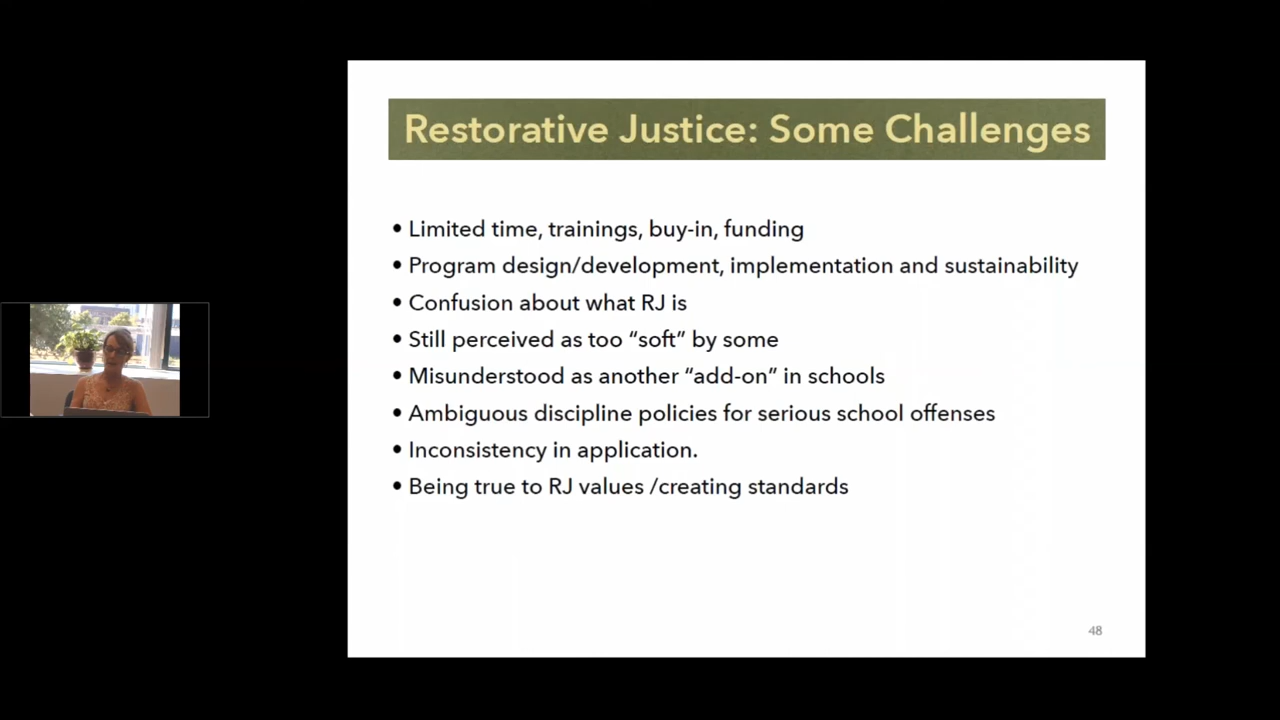 Restorative Justice: Some Challenges
• Limited time, trainings, buy-in, funding
• Program design/development, implementation and sustainability
• Confusion about what RJ is
• Still perceived as too “soft” by some
• Misunderstood as another “add-on” in schools
• Ambiguous discipline policies for serious school offenses
• Inconsistency in application.
• Being true to RJ values /creating standards
48